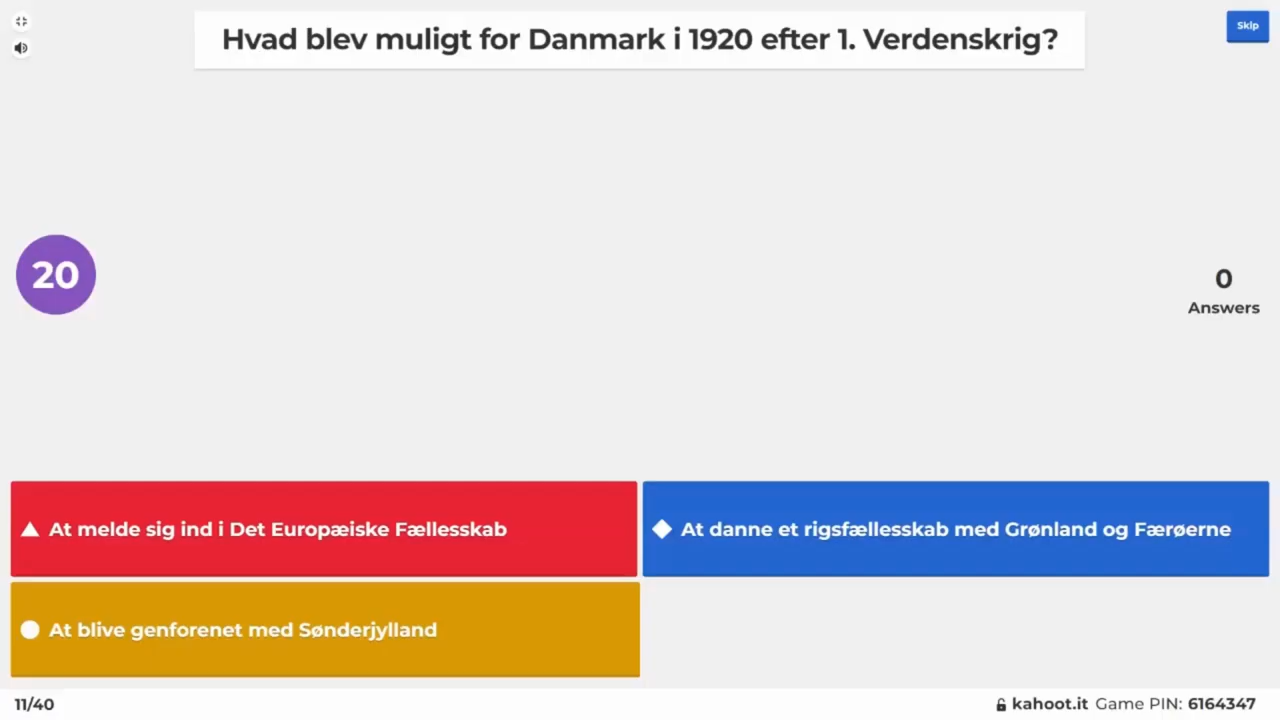 Hvad blev muligt for Danmark i 1920 efter 1. Verdenskrig?
Skip
20
0
Answers
At melde sig ind i Det Europæiske Fællesskab
At danne et rigsfællesskab med Grønland og Færøerne
At blive genforenet med Sønderjylland
11/40
kahoot.it Game PIN: 6164347